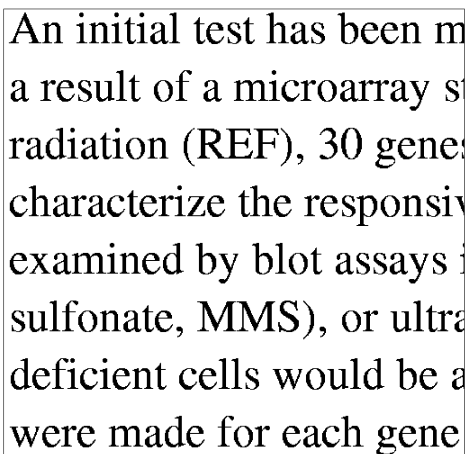 An initial test has been m
a result of a microarray st
radiation (REF), 30 genes
characterize the responsiv
examined by blot assays i
sulfonate, MMS), or ultra
deficient cells would be a
were made for each gene